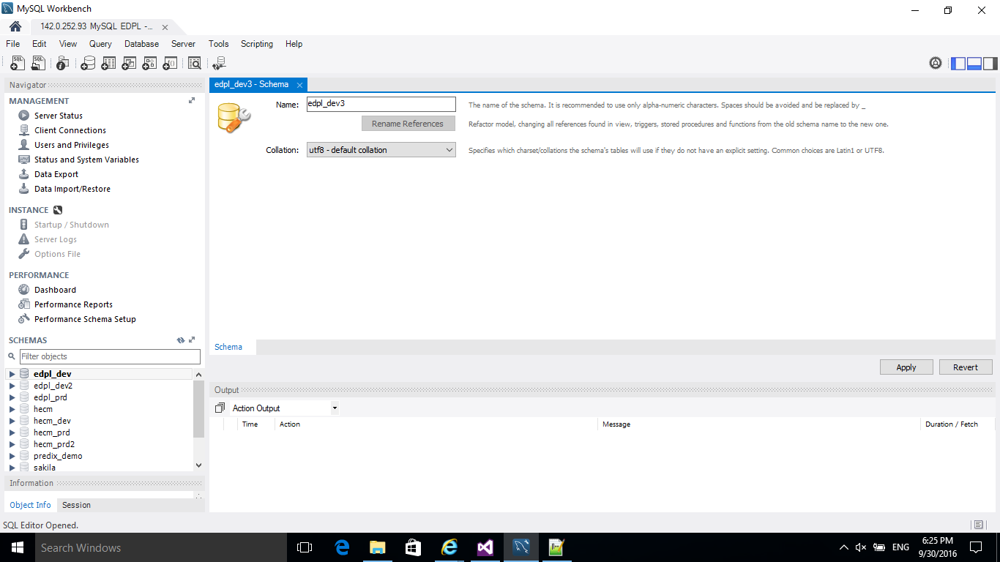 MySQL Workbench
142.0.252.93 MySQL EDPL -...
File Edit View Query Database Server Tools Scripting Help
Navigator
MANAGEMENT
Server Status
Client Connections
Users and Privileges
Status and System Variables
Data Export
Data Import/Restore
INSTANCE
Startup / Shutdown
Server Logs
Options File
PERFORMANCE
Dashboard
Performance Reports
Performance Schema Setup
SCHEMAS
Filter objects
edpl_dev
edpl_dev2
edpl_prd
hecm
hecm_dev
hecm_prd
hecm_prd2
predix_demo
sakila
Information
Object Info Session
edpl_dev3 - Schema
Name: edpl_dev3 The name of the schema. It is recommended to use only alpha-numeric characters. Spaces should be avoided and be replaced by _
Rename References Refactor model, changing all references found in view, triggers, stored procedures and functions from the old schema name to the new one.
Collation: utf8 - default collation Specifies which charset/collations the schema's tables will use if they do not have an explicit setting. Common choices are Latin1 or UTF8.
Schema
Apply Revert
Output
Action Output
Time Action Message Duration / Fetch
SQL Editor Opened.
Search Windows
ENG
6:25 PM
9/30/2016